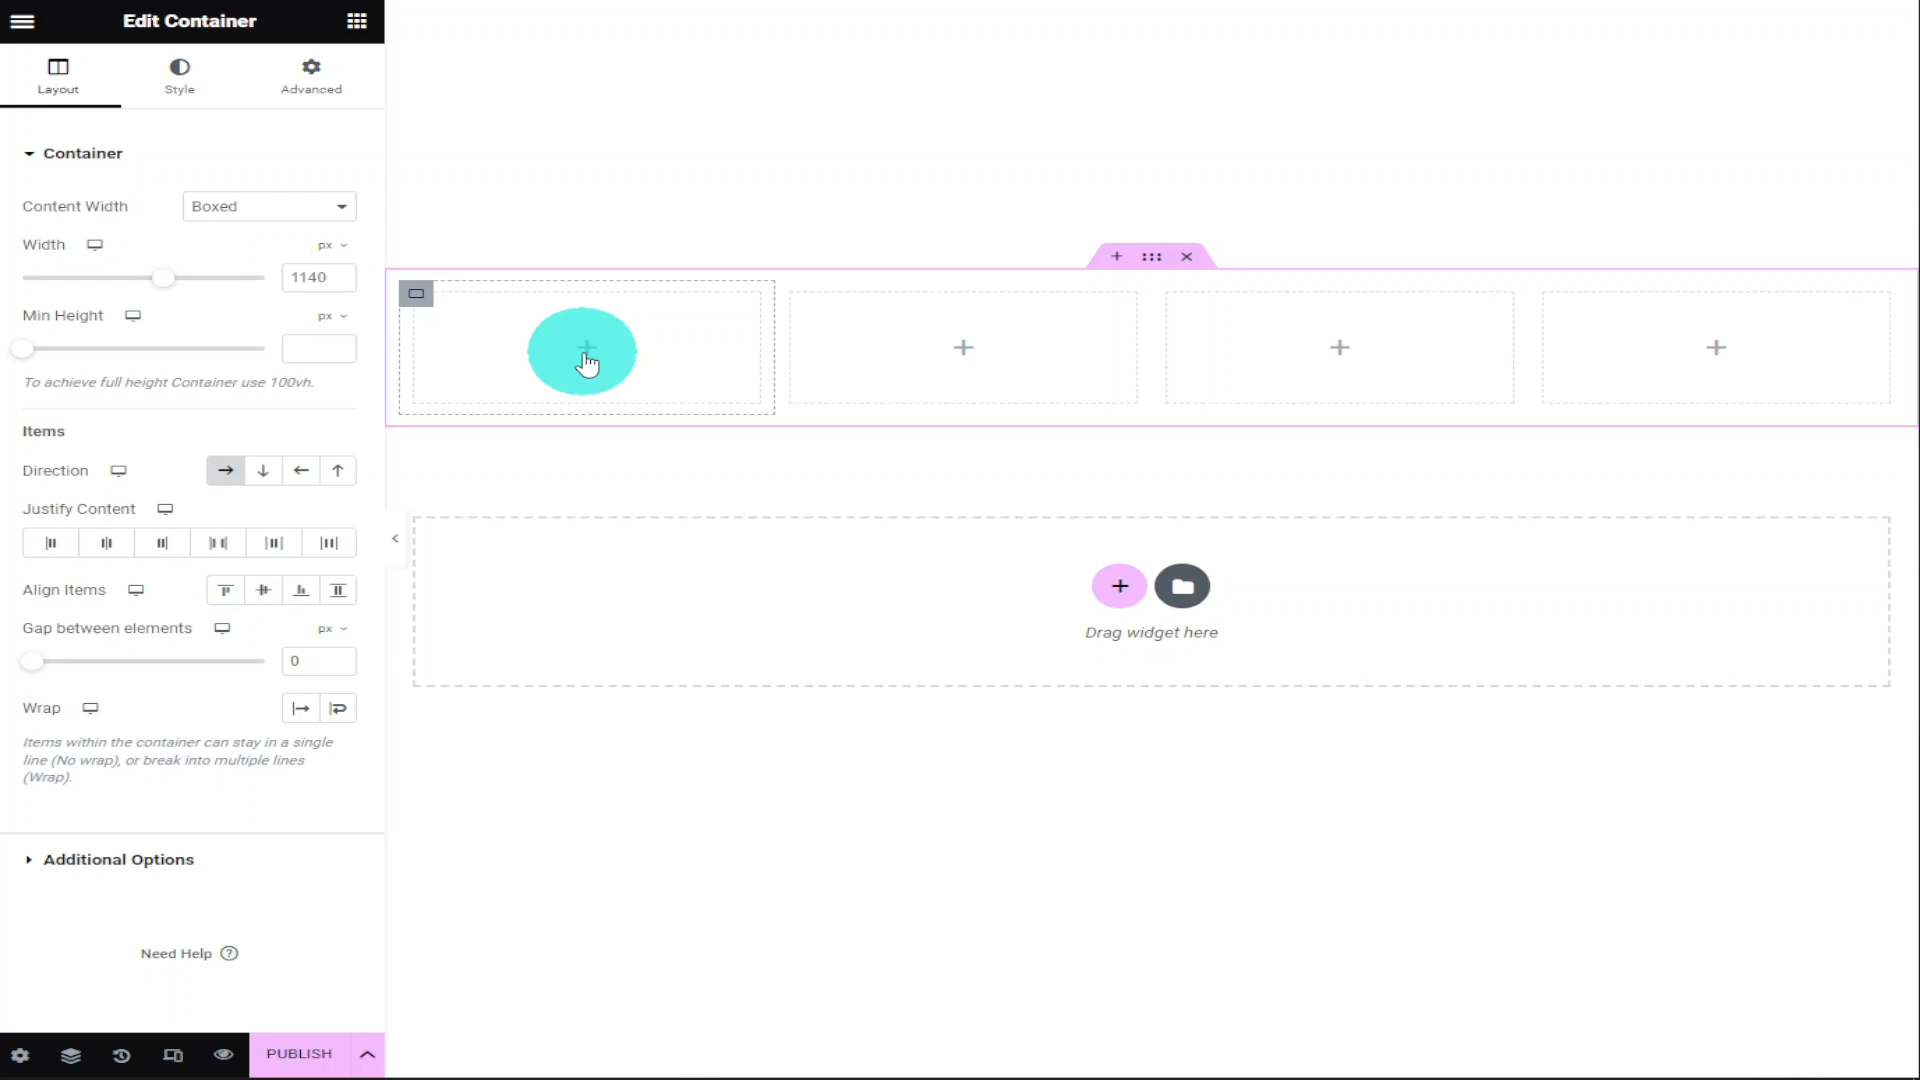 Edit Container
Layout
Style
Advanced
Container
Content Width
Boxed
Width
px
1140
Min Height
px
To achieve full height Container use 100vh.
Items
Direction
Justify Content
Align Items
Gap between elements
px
0
Wrap
Items within the container can stay in a single
line (No wrap), or break into multiple lines
(Wrap).
Additional Options
Need Help
PUBLISH
Drag widget here